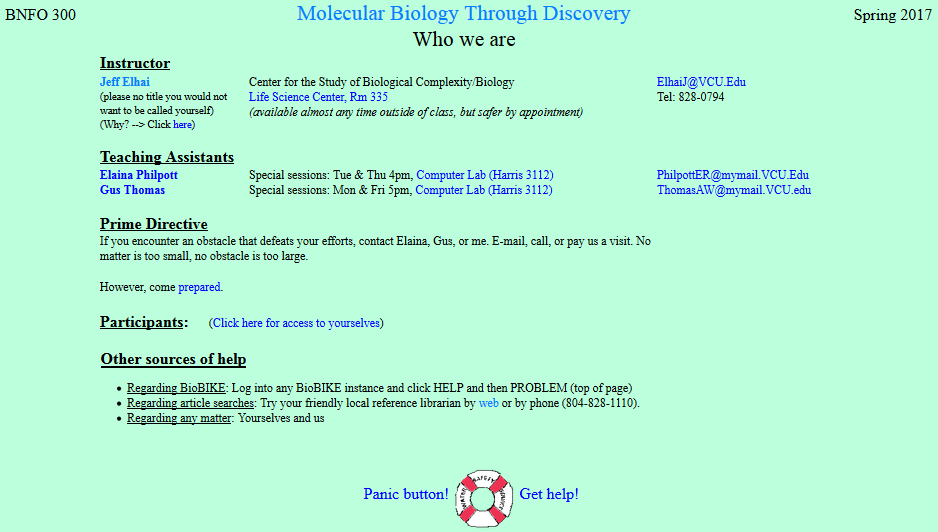 BNFO 300 Molecular Biology Through Discovery Spring 2017
Who we are
Instructor
Jeff Elhai Center for the Study of Biological Complexity/Biology ElhaiJ@VCU.Edu
(please no title you would not Life Science Center, Rm 335 Tel: 828-0794
want to be called yourself) (available almost any time outside of class, but safer by appointment)
(Why? --> Click here)
Teaching Assistants
Elaina Philpott Special sessions: Tue & Thu 4pm, Computer Lab (Harris 3112) PhilpottER@mymail.VCU.Edu
Gus Thomas Special sessions: Mon & Fri 5pm, Computer Lab (Harris 3112) ThomasAW@mymail.VCU.edu
Prime Directive
If you encounter an obstacle that defeats your efforts, contact Elaina, Gus, or me. E-mail, call, or pay us a visit. No
matter is too small, no obstacle is too large.
However, come prepared.
Participants: (Click here for access to yourselves)
Other sources of help
• Regarding BioBIKE: Log into any BioBIKE instance and click HELP and then PROBLEM (top of page)
• Regarding article searches: Try your friendly local reference librarian by web or by phone (804-828-1110).
• Regarding any matter: Yourselves and us
Panic button! WATER SAFETY Get help!